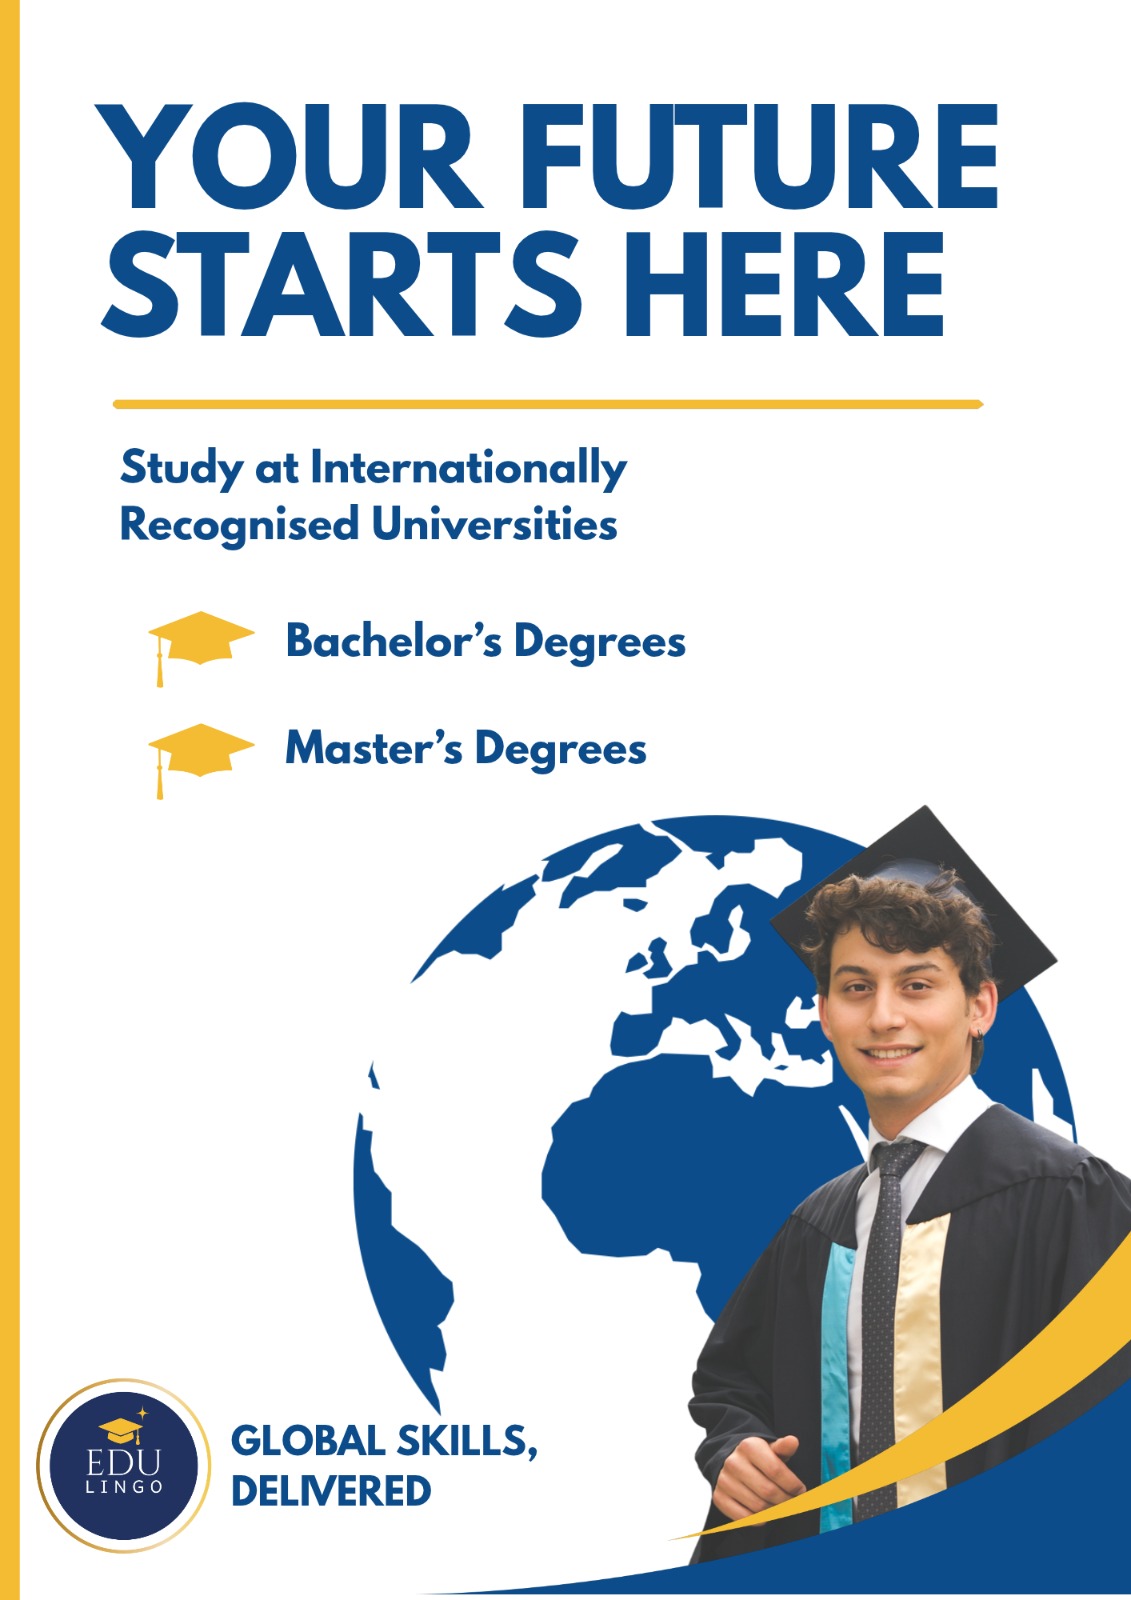 YOUR FUTURE
STARTS HERE
Study at Internationally
Recognised Universities
Bachelor’s Degrees
Master’s Degrees
EDU
LINGO
GLOBAL SKILLS,
DELIVERED